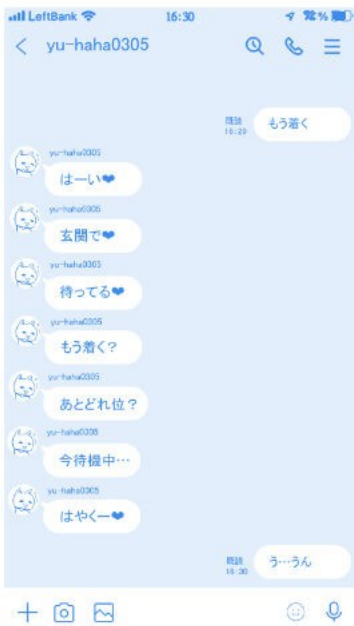 LeftBank 16:30 92%
yu-haha0305
既読 もう着く
16:29
yu-haha0305
はーい❤
yu-haha0305
玄関で❤
yu-haha0305
待ってる❤
yu-haha0305
もう着く？
yu-haha0305
あとどれ位？
yu-haha0305
今待機中…
yu-haha0305
はやくー❤
既読 う…うん
16:30